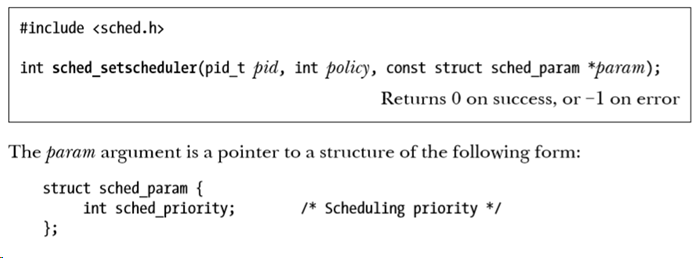 #include <sched.h>
int sched_setscheduler(pid_t pid, int policy, const struct sched_param *param);
Returns 0 on success, or −1 on error
The param argument is a pointer to a structure of the following form:
struct sched_param {
int sched_priority; /* Scheduling priority */
};